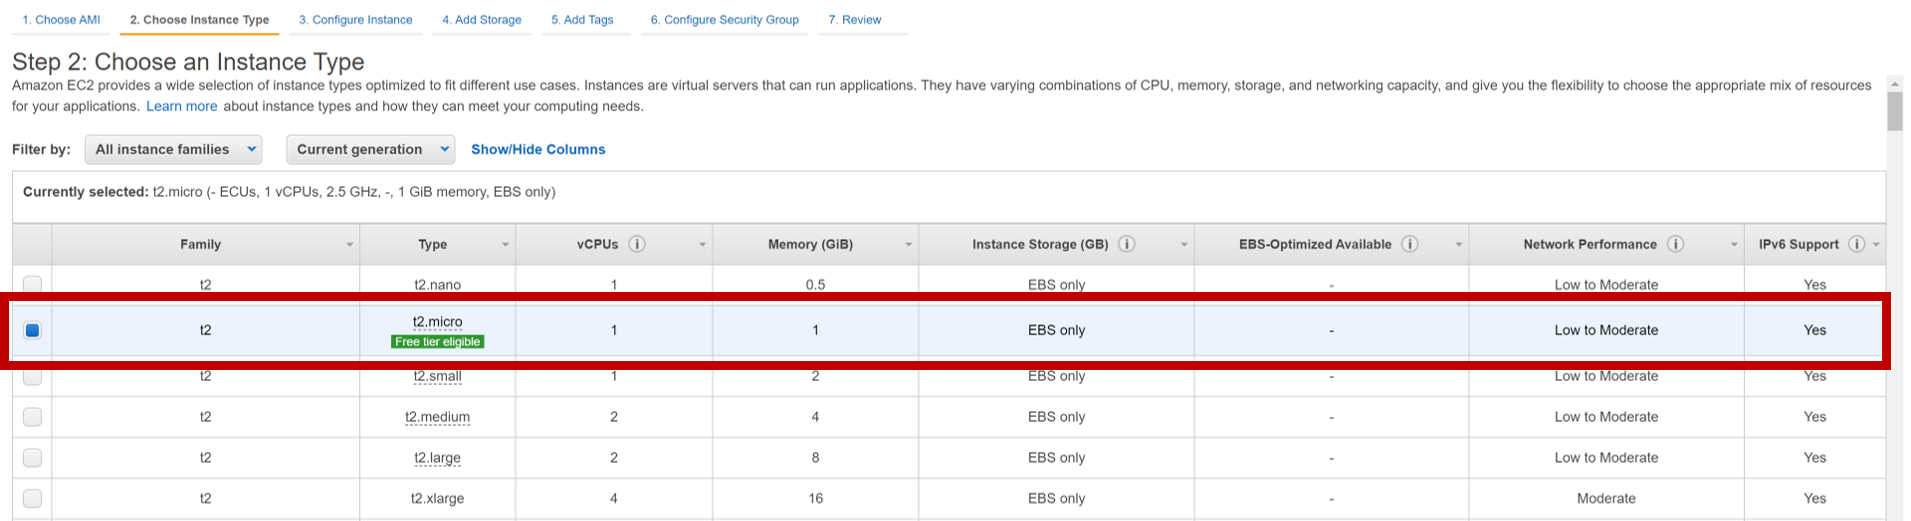 1. Choose AMI 2. Choose Instance Type 3. Configure Instance 4. Add Storage 5. Add Tags 6. Configure Security Group 7. Review
Step 2: Choose an Instance Type
Amazon EC2 provides a wide selection of instance types optimized to fit different use cases. Instances are virtual servers that can run applications. They have varying combinations of CPU, memory, storage, and networking capacity, and give you the flexibility to choose the appropriate mix of resources
for your applications. Learn more about instance types and how they can meet your computing needs.
Filter by: All instance families Current generation Show/Hide Columns
Currently selected: t2.micro (- ECUs, 1 vCPUs, 2.5 GHz, -, 1 GiB memory, EBS only)
Family Type vCPUs i Memory (GiB) Instance Storage (GB) i EBS-Optimized Available i Network Performance i IPv6 Support i
t2 t2.nano 1 0.5 EBS only - Low to Moderate Yes
t2 t2.micro 1 1 EBS only - Low to Moderate Yes
Free tier eligible
t2 t2.small 1 2 EBS only - Low to Moderate Yes
t2 t2.medium 2 4 EBS only - Low to Moderate Yes
t2 t2.large 2 8 EBS only - Low to Moderate Yes
t2 t2.xlarge 4 16 EBS only - Moderate Yes